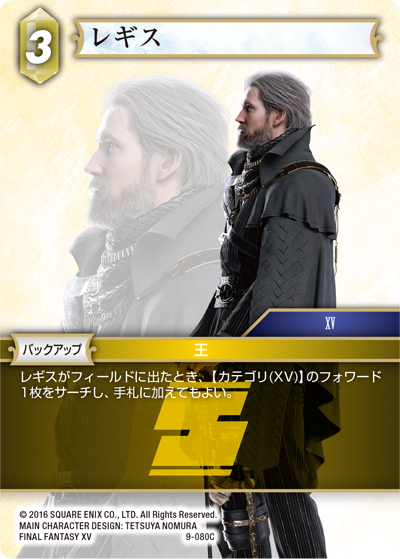 3
レギス
XV
バックアップ
王
レギスがフィールドに出たとき、【カテゴリ(XV)】のフォワード
1枚をサーチし、手札に加えてもよい。
© 2016 SQUARE ENIX CO., LTD. All Rights Reserved.
MAIN CHARACTER DESIGN: TETSUYA NOMURA
FINAL FANTASY XV 9-080C